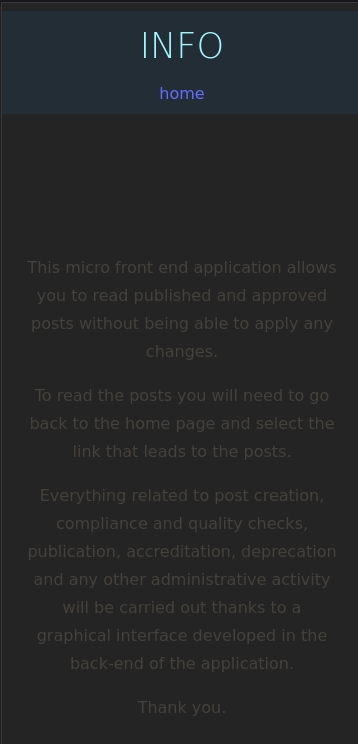 INFO
home
This micro front end application allows
you to read published and approved
posts without being able to apply any
changes.
To read the posts you will need to go
back to the home page and select the
link that leads to the posts.
Everything related to post creation,
compliance and quality checks,
publication, accreditation, deprecation
and any other administrative activity
will be carried out thanks to a
graphical interface developed in the
back-end of the application.
Thank you.